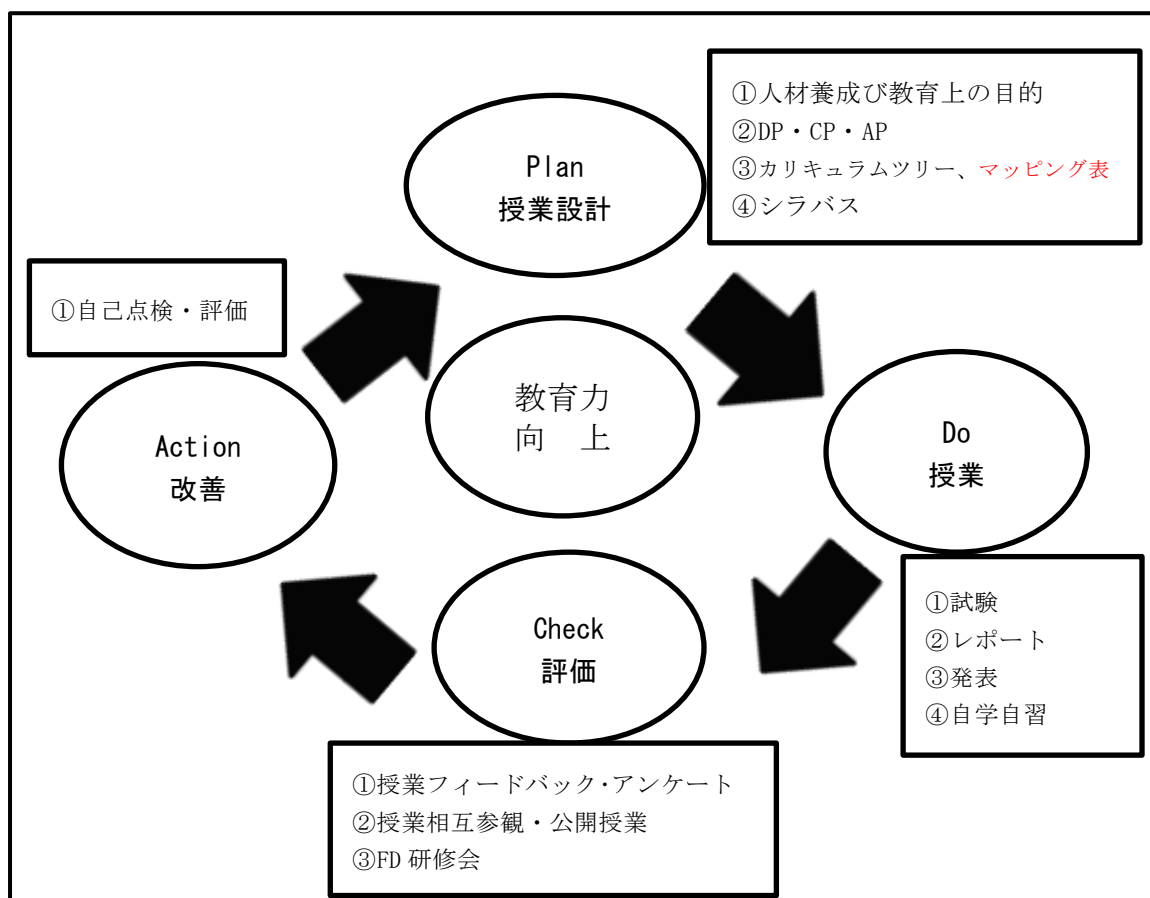 ①人材養成び教育上の目的
②DP・CP・AP
③カリキュラムツリー、マッピング表
④シラバス
Plan
授業設計
①自己点検・評価
教育力
向　上
Action
改善
Do
授業
Check
評価
①試験
②レポート
③発表
④自学自習
①授業フィードバック・アンケート
②授業相互参観・公開授業
③FD 研修会